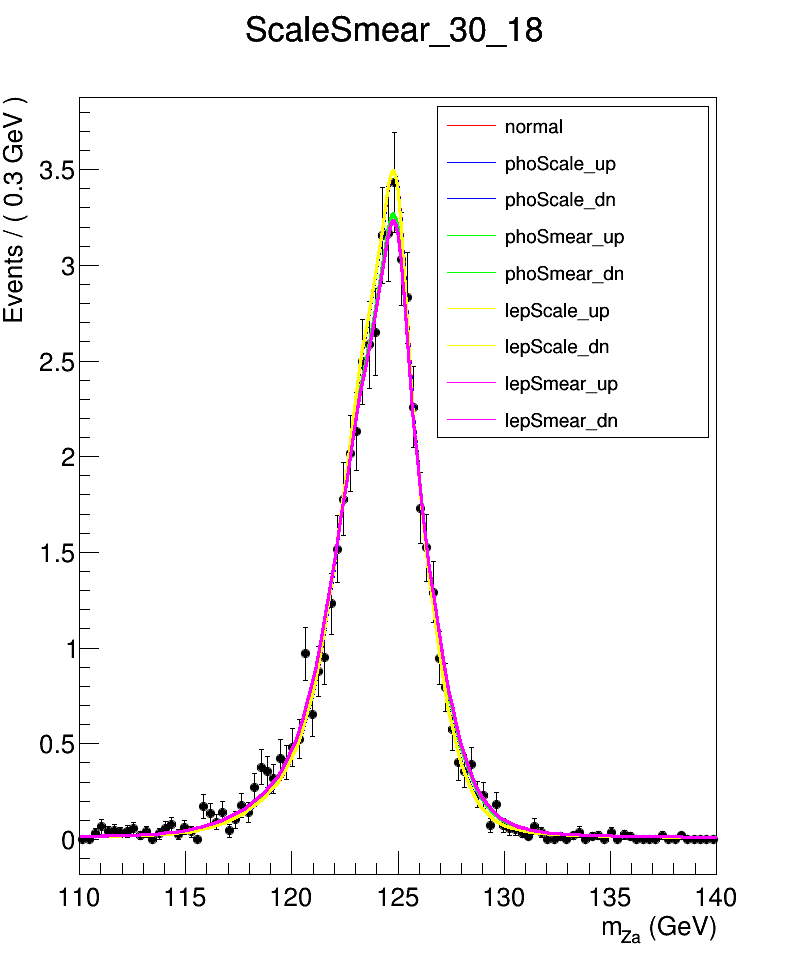 ScaleSmear_30_18
Events / ( 0.3 GeV )
3.5
3
2.5
2
1.5
1
0.5
0
normal
phoScale_up
phoScale_dn
phoSmear_up
phoSmear_dn
lepScale_up
lepScale_dn
lepSmear_up
lepSmear_dn
110 115 120 125 130 135 140
mZa (GeV)